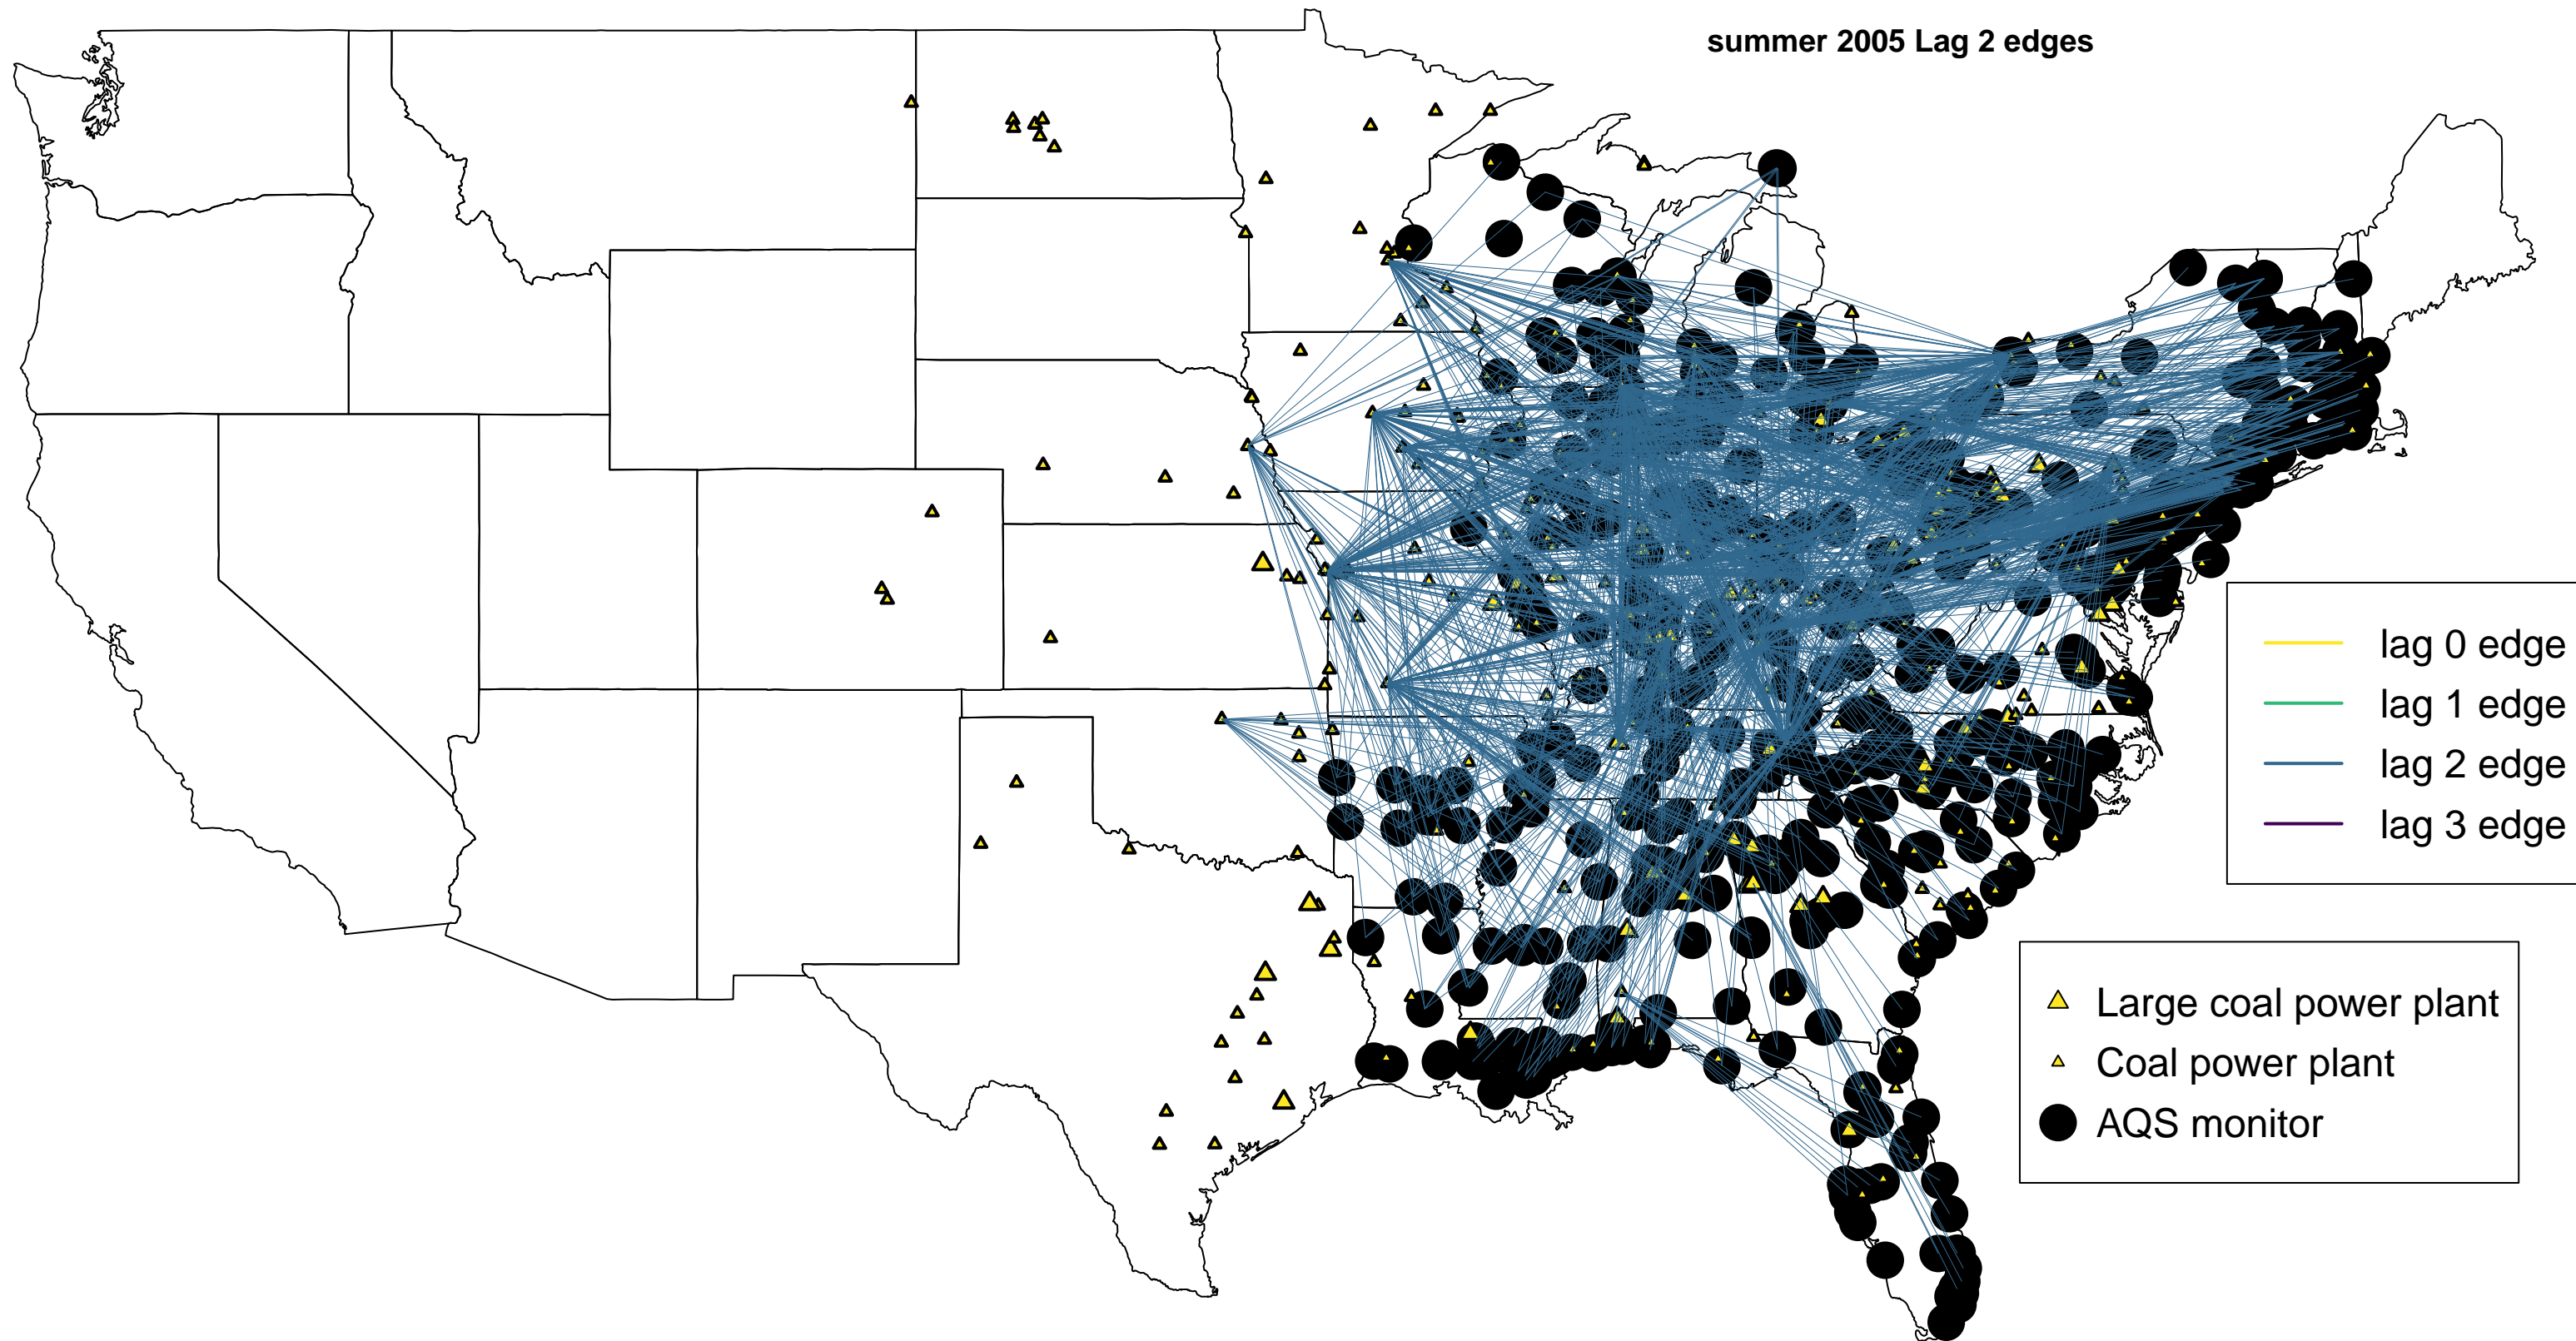 summer 2005 Lag 2 edges
lag 0 edge
lag 1 edge
lag 2 edge
lag 3 edge
Large coal power plant
Coal power plant
AQS monitor